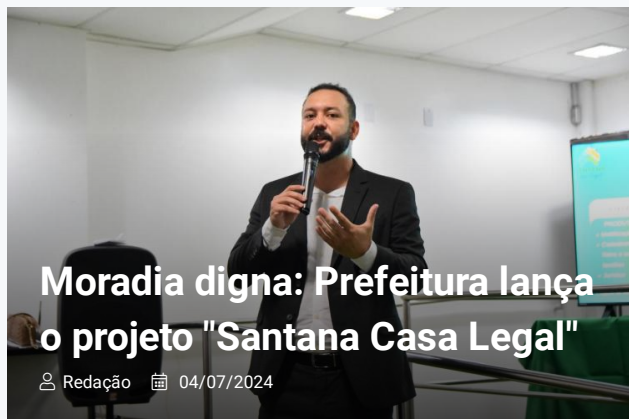 Moradia digna: Prefeitura lança
o projeto "Santana Casa Legal"
Redação 04/07/2024